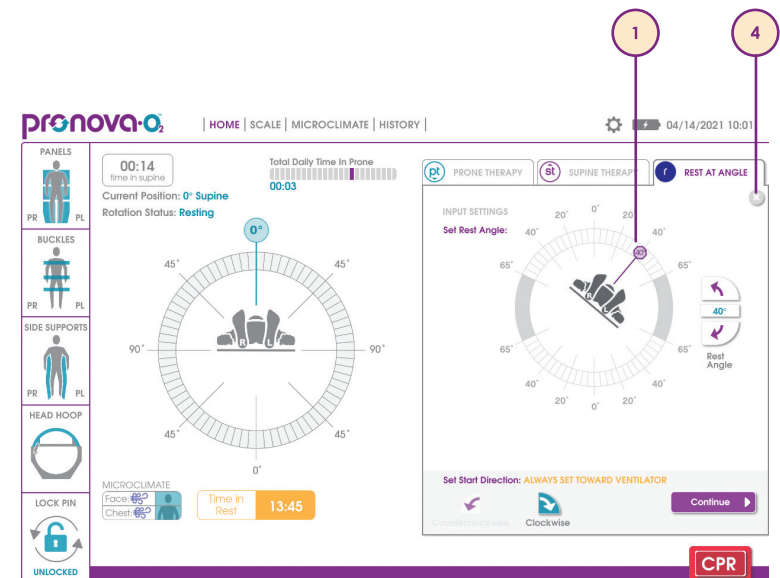 1
4
pronova·O2
| HOME | SCALE | MICROCLIMATE | HISTORY |
04/14/2021 10:01
PANELS
PR PL
BUCKLES
PR PL
SIDE SUPPORTS
PR PL
HEAD HOOP
LOCK PIN
UNLOCKED
00:14
time in supine
Total Daily Time In Prone
00:03
Current Position: 0° Supine
Rotation Status: Resting
0°
45° 45°
R L
90° 90°
45° 45°
0°
MICROCLIMATE
Face:
Chest:
Time in
Rest
13:45
pt PRONE THERAPY
st SUPINE THERAPY
r REST AT ANGLE
INPUT SETTINGS
Set Rest Angle:
20° 0° 20°
40° 40°
40°
65° 65°
R L
65° 65°
40° 40°
20° 0° 20°
40°
Rest
Angle
Set Start Direction: ALWAYS SET TOWARD VENTILATOR
Counterclockwise
Clockwise
Continue
CPR